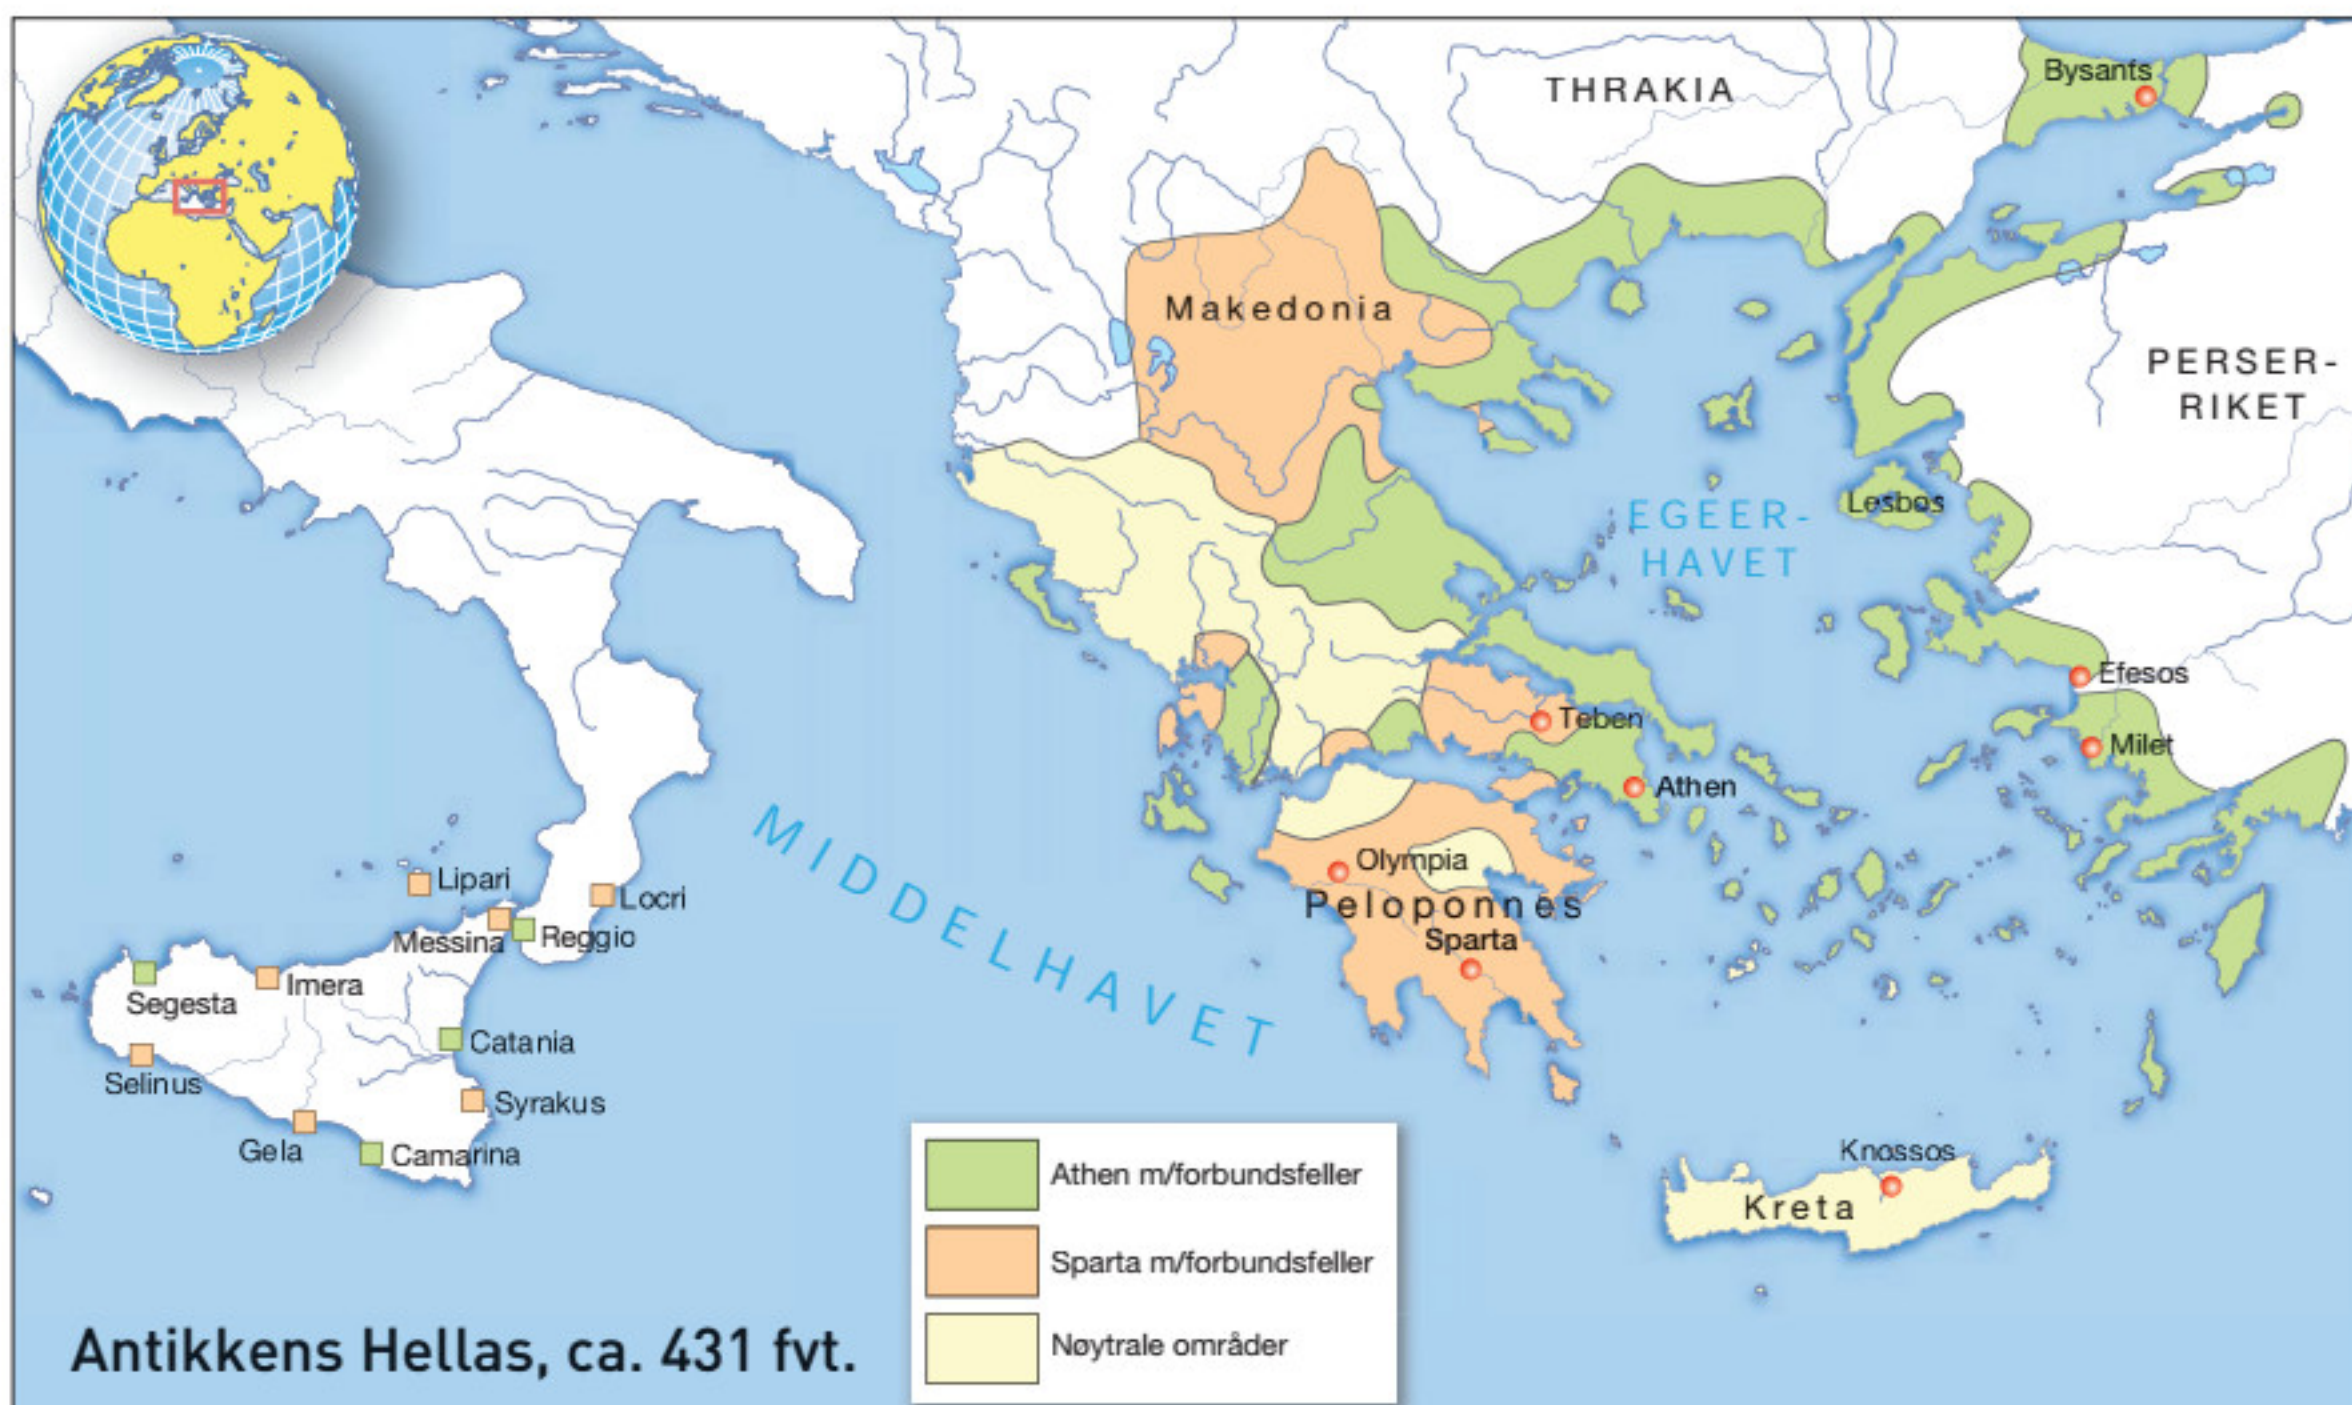 THRAKIA
Bysants
Makedonia
PERSER-
RIKET
Lesbos
EGEER-
HAVET
Efesos
Teben
Milet
Athen
MIDDELHAVET
Olympia
Peloponnes
Sparta
Lipari
Locri
Messina
Reggio
Segesta
Imera
Catania
Selinus
Syrakus
Gela
Camarina
Knossos
Kreta
Athen m/forbundsfeller
Sparta m/forbundsfeller
Nøytrale områder
Antikkens Hellas, ca. 431 fvt.